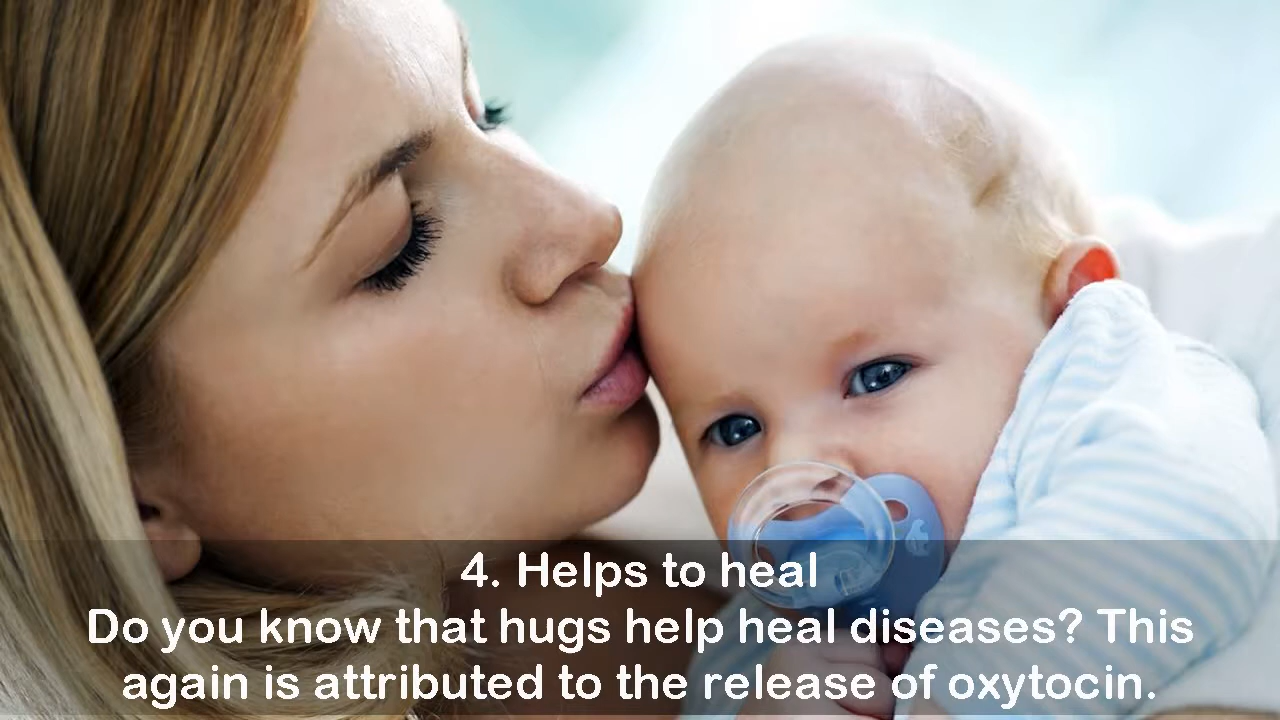 4. Helps to heal
Do you know that hugs help heal diseases? This
again is attributed to the release of oxytocin.